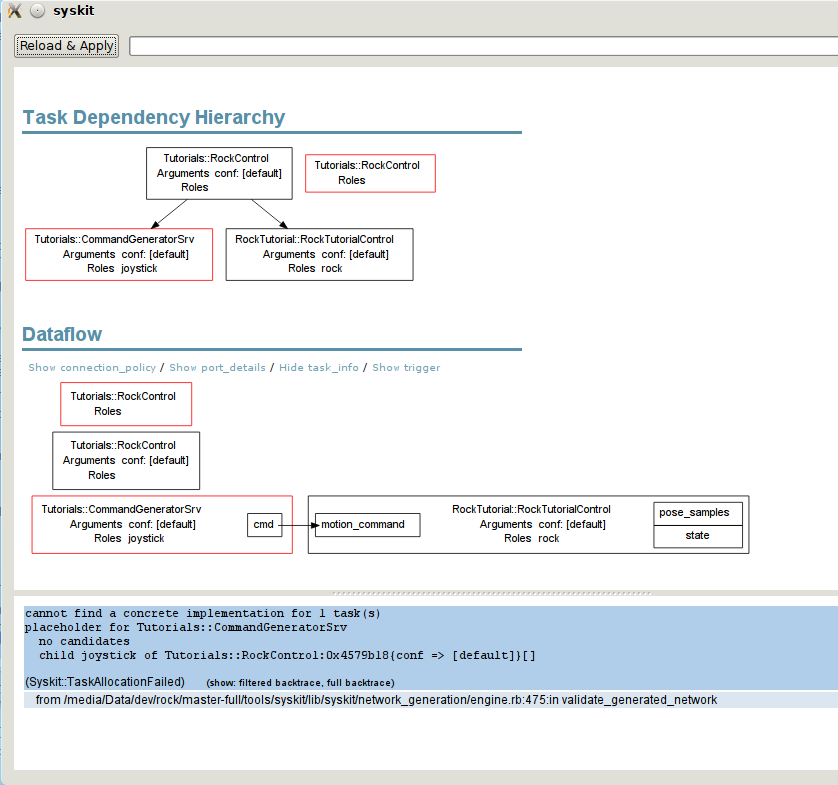 syskit
Reload & Apply
Task Dependency Hierarchy
Tutorials::RockControl
Arguments conf: [default]
Roles
Tutorials::RockControl
Roles
Tutorials::CommandGeneratorSrv
Arguments conf: [default]
Roles joystick
RockTutorial::RockTutorialControl
Arguments conf: [default]
Roles rock
Dataflow
Show connection_policy / Show port_details / Hide task_info / Show trigger
Tutorials::RockControl
Roles
Tutorials::RockControl
Arguments conf: [default]
Roles
Tutorials::CommandGeneratorSrv
Arguments conf: [default]
Roles joystick
cmd
motion_command
RockTutorial::RockTutorialControl
Arguments conf: [default]
Roles rock
pose_samples
state
cannot find a concrete implementation for 1 task(s)
placeholder for Tutorials::CommandGeneratorSrv
no candidates
child joystick of Tutorials::RockControl:0x4579b18{conf => [default]}[]
(Syskit::TaskAllocationFailed) (show: filtered backtrace, full backtrace)
from /media/Data/dev/rock/master-full/tools/syskit/lib/syskit/network_generation/engine.rb:475:in validate_generated_network